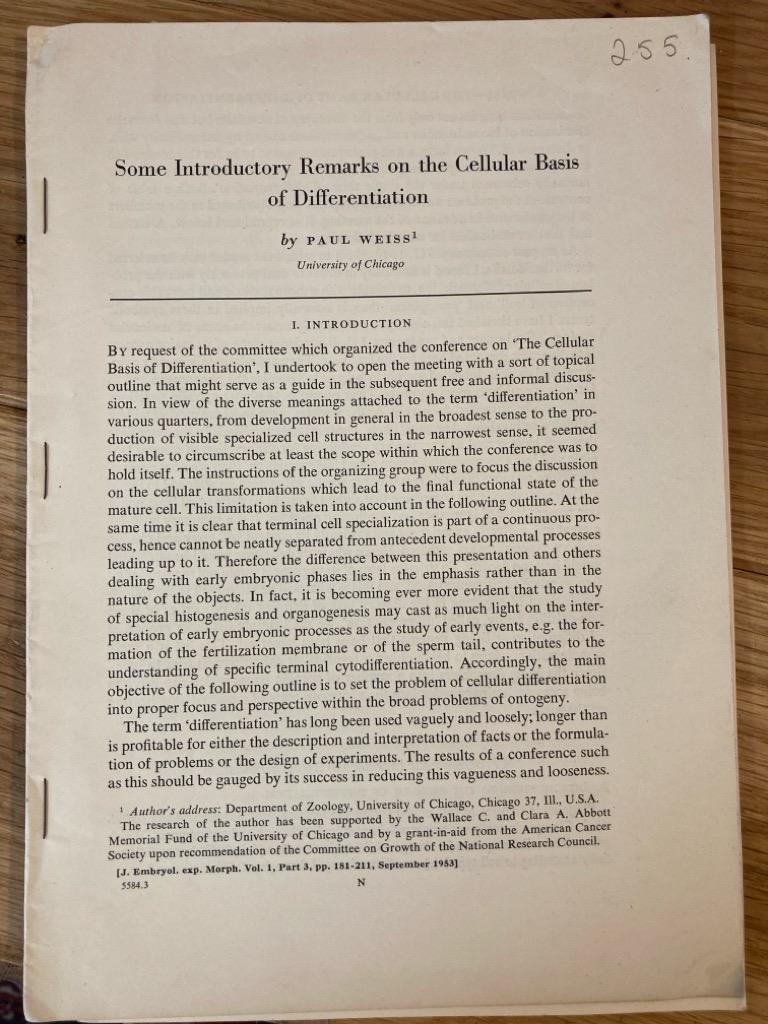 255.
Some Introductory Remarks on the Cellular Basis
of Differentiation
by PAUL WEISS¹
University of Chicago
I. INTRODUCTION
BY request of the committee which organized the conference on 'The Cellular
Basis of Differentiation', I undertook to open the meeting with a sort of topical
outline that might serve as a guide in the subsequent free and informal discus-
sion. In view of the diverse meanings attached to the term 'differentiation' in
various quarters, from development in general in the broadest sense to the pro-
duction of visible specialized cell structures in the narrowest sense, it seemed
desirable to circumscribe at least the scope within which the conference was to
hold itself. The instructions of the organizing group were to focus the discussion
on the cellular transformations which lead to the final functional state of the
mature cell. This limitation is taken into account in the following outline. At the
same time it is clear that terminal cell specialization is part of a continuous pro-
cess, hence cannot be neatly separated from antecedent developmental processes
leading up to it. Therefore the difference between this presentation and others
dealing with early embryonic phases lies in the emphasis rather than in the
nature of the objects. In fact, it is becoming ever more evident that the study
of special histogenesis and organogenesis may cast as much light on the inter-
pretation of early embryonic processes as the study of early events, e.g. the for-
mation of the fertilization membrane or of the sperm tail, contributes to the
understanding of specific terminal cytodifferentiation. Accordingly, the main
objective of the following outline is to set the problem of cellular differentiation
into proper focus and perspective within the broad problems of ontogeny.
The term 'differentiation' has long been used vaguely and loosely; longer than
is profitable for either the description and interpretation of facts or the formula-
tion of problems or the design of experiments. The results of a conference such
as this should be gauged by its success in reducing this vagueness and looseness.
¹ Author's address: Department of Zoology, University of Chicago, Chicago 37, Ill., U.S.A.
The research of the author has been supported by the Wallace C. and Clara A. Abbott
Memorial Fund of the University of Chicago and by a grant-in-aid from the American Cancer
Society upon recommendation of the Committee on Growth of the National Research Council.
[J. Embryol. exp. Morph. Vol. 1, Part 3, pp. 181-211, September 1953]
5584.3 N